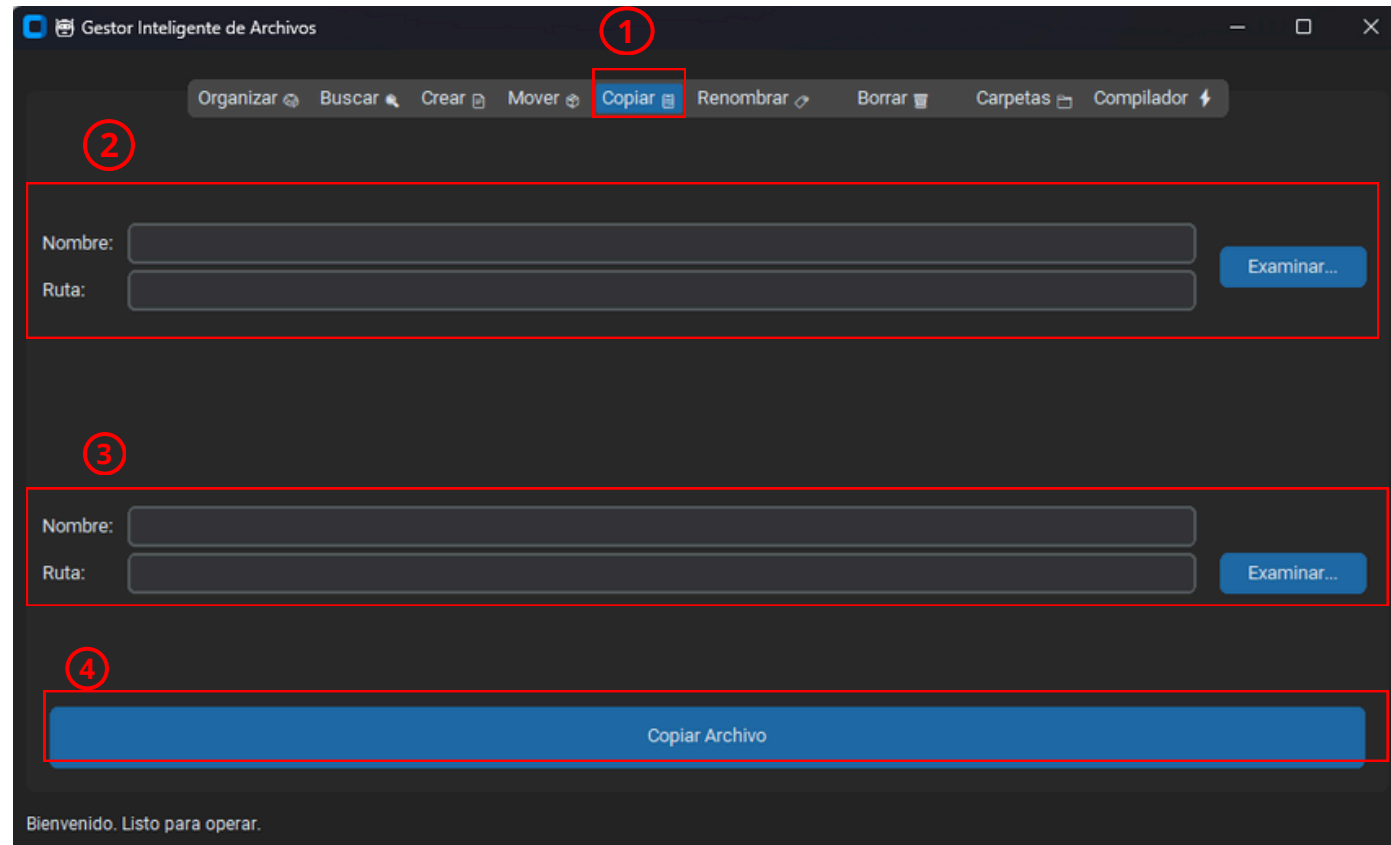 Gestor Inteligente de Archivos
1
Organizar Buscar Crear Mover Copiar Renombrar Borrar Carpetas Compilador
2
Nombre:
Examinar...
Ruta:
3
Nombre:
Ruta: Examinar...
4
Copiar Archivo
Bienvenido. Listo para operar.